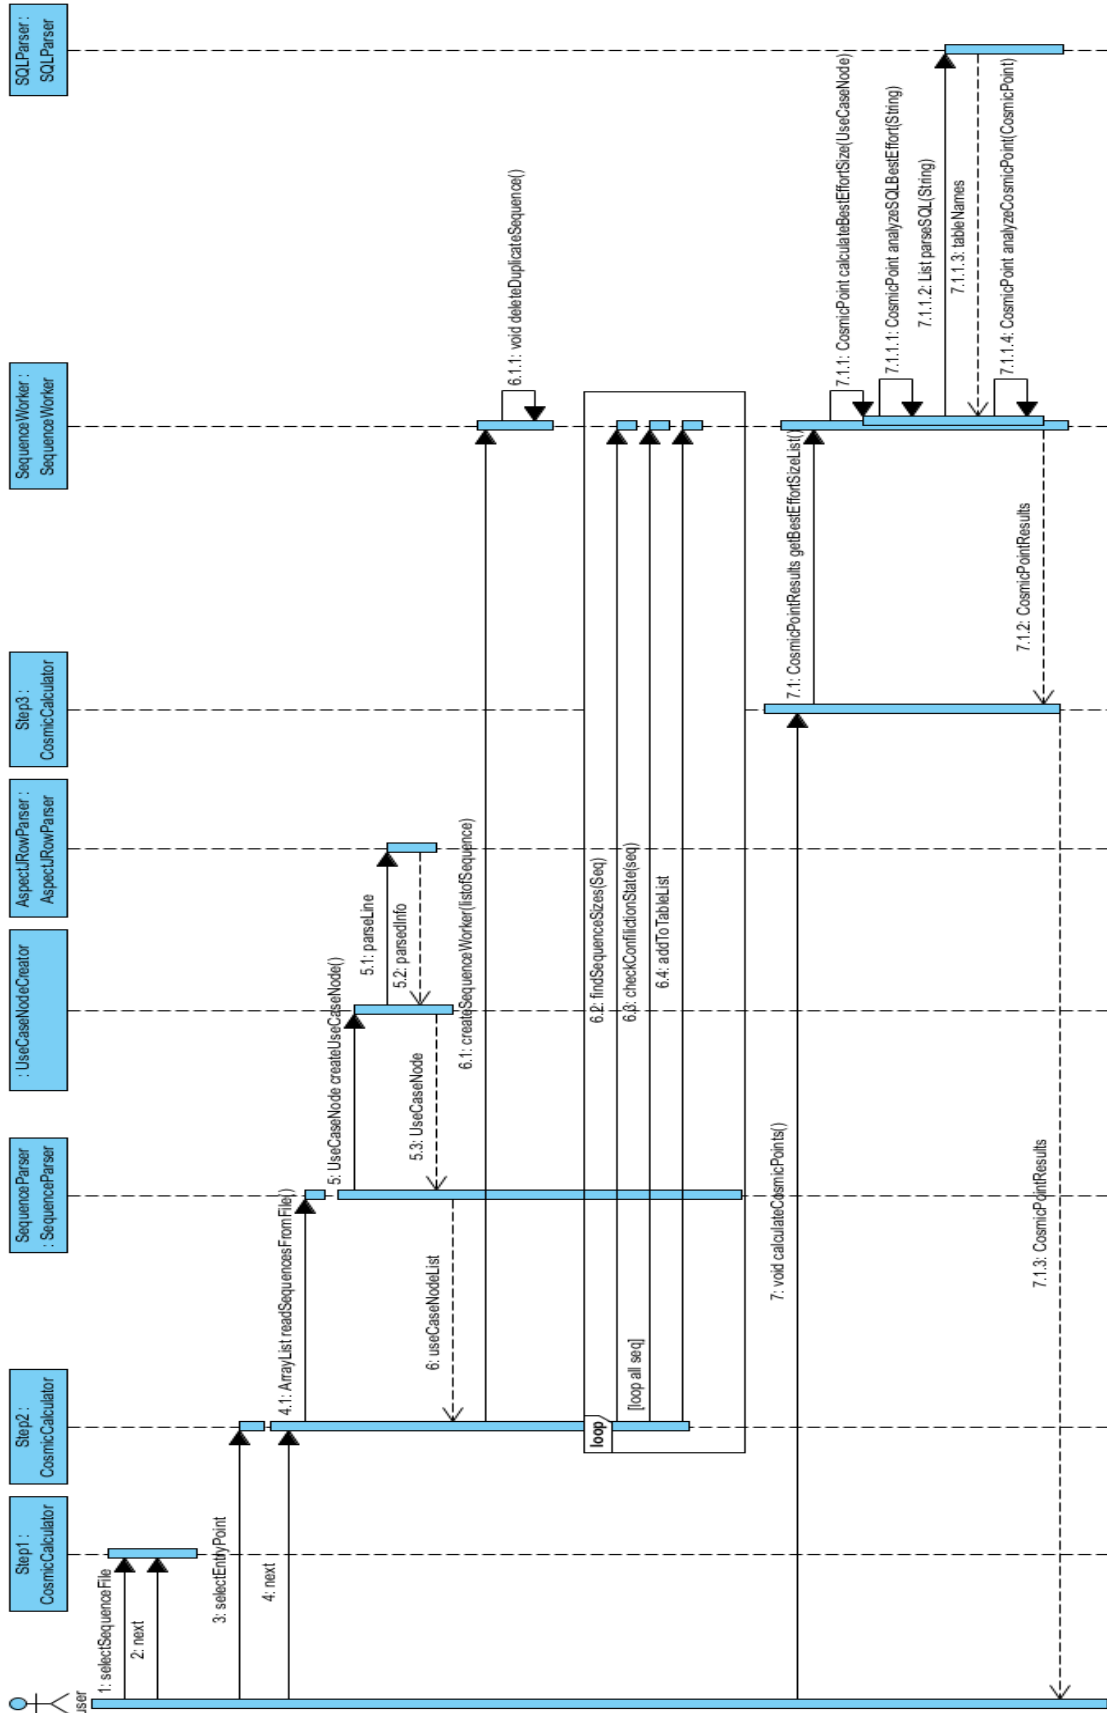 user
Step1 :
CosmicCalculator
Step2 :
CosmicCalculator
SequenceParser
: SequenceParser
: UseCaseNodeCreator
AspectJRowParser :
AspectJRowParser
Step3 :
CosmicCalculator
SequenceWorker :
SequenceWorker
SQLParser :
SQLParser
1: selectSequenceFile
2: next
3: selectEntryPoint
4: next
4.1: ArrayList readSequencesFromFile()
5: UseCaseNode createUseCaseNode()
5.1: parseLine
5.2: parsedInfo
5.3: UseCaseNode
6: useCaseNodeList
6.1: createSequenceWorker(listofSequence)
6.1.1: void deleteDuplicateSequence()
loop
[loop all seq]
6.2: findSequenceSizes(Seq)
6.3: checkConflictionState(seq)
6.4: addToTableList
7: void calculateCosmicPoints()
7.1: CosmicPointResults getBestEffortSizeList()
7.1.1: CosmicPoint calculateBestEffortSize(UseCaseNode)
7.1.1.1: CosmicPoint analyzeSQLBestEffort(String)
7.1.1.2: List parseSQL(String)
7.1.1.3: tableNames
7.1.1.4: CosmicPoint analyzeCosmicPoint(CosmicPoint)
7.1.2: CosmicPointResults
7.1.3: CosmicPointResults